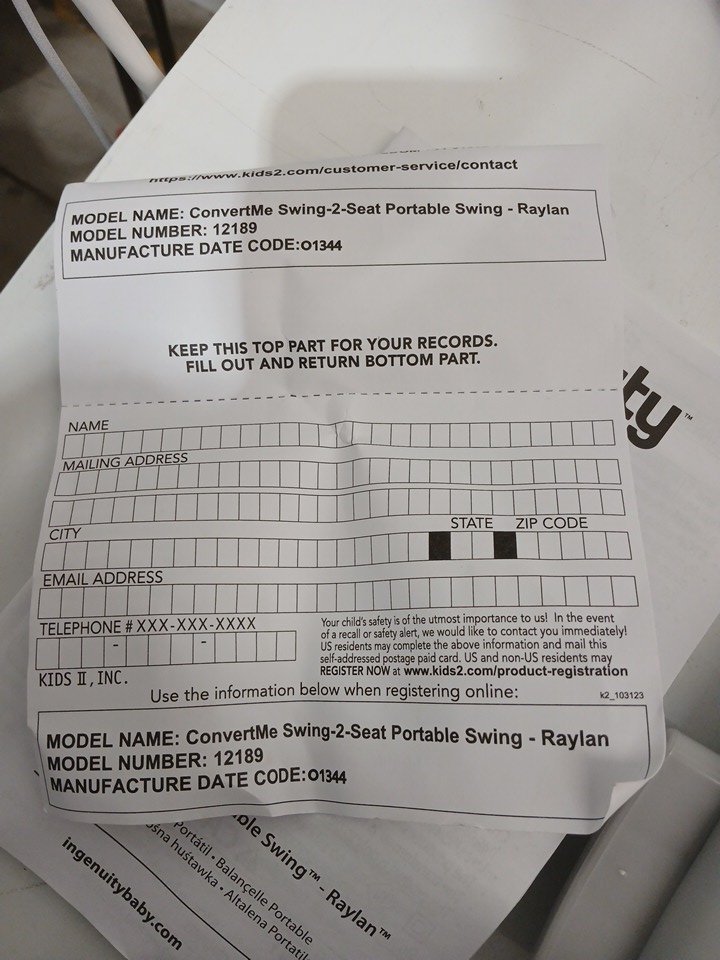 https://www.kids2.com/customer-service/contact
MODEL NAME: ConvertMe Swing-2-Seat Portable Swing - Raylan
MODEL NUMBER: 12189
MANUFACTURE DATE CODE:O1344
KEEP THIS TOP PART FOR YOUR RECORDS.
FILL OUT AND RETURN BOTTOM PART.
NAME
MAILING ADDRESS
CITY STATE ZIP CODE
EMAIL ADDRESS
TELEPHONE # XXX-XXX-XXXX
- -
KIDS II, INC.
Your child's safety is of the utmost importance to us! In the event
of a recall or safety alert, we would like to contact you immediately!
US residents may complete the above information and mail this
self-addressed postage paid card. US and non-US residents may
REGISTER NOW at www.kids2.com/product-registration
Use the information below when registering online:
k2_103123
MODEL NAME: ConvertMe Swing-2-Seat Portable Swing - Raylan
MODEL NUMBER: 12189
MANUFACTURE DATE CODE:O1344
ity™
ble Swing™ - Raylan™
Portátil • Balançelle Portable
huśtawka • Altalena Portatil
ingenuitybaby.com